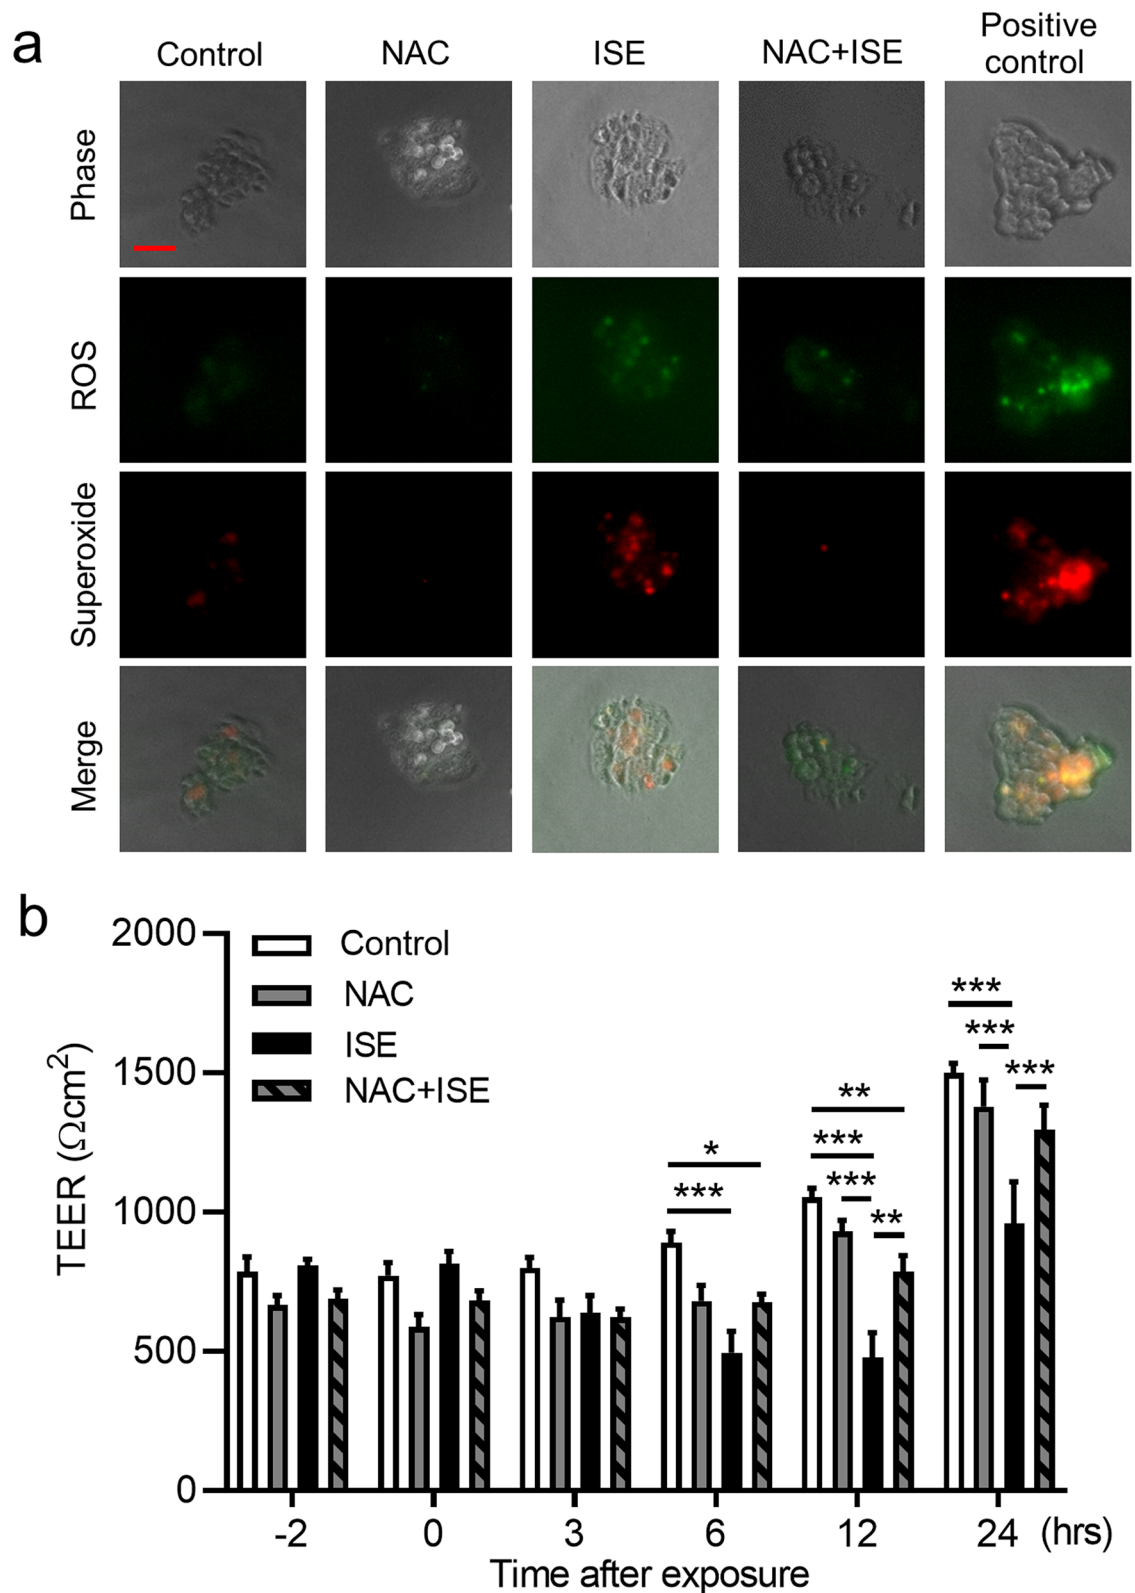 a
Control
NAC
ISE
NAC+ISE
Positive
control
Phase
ROS
Superoxide
Merge
b
TEER (Ωcm²)
2000
1500
1000
500
0
Control
NAC
ISE
NAC+ISE
*
***
**
***
***
**
***
***
***
-2
0
3
6
12
24
(hrs)
Time after exposure